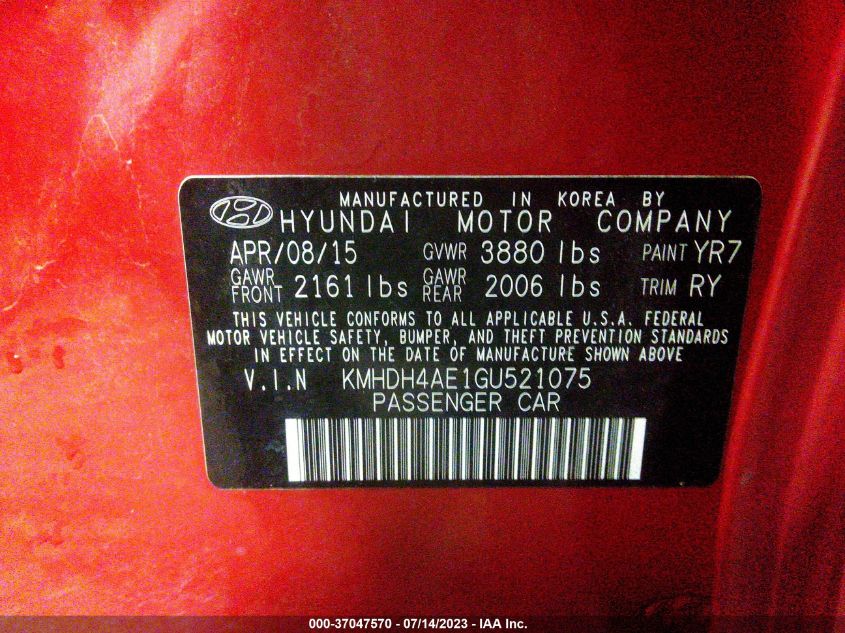 MANUFACTURED IN KOREA BY
HYUNDAI MOTOR COMPANY
APR/08/15 GVWR 3880 lbs PAINT YR7
GAWR FRONT 2161 lbs GAWR REAR 2006 lbs TRIM RY
THIS VEHICLE CONFORMS TO ALL APPLICABLE U.S.A. FEDERAL
MOTOR VEHICLE SAFETY, BUMPER, AND THEFT PREVENTION STANDARDS
IN EFFECT ON THE DATE OF MANUFACTURE SHOWN ABOVE
V.I.N KMHDH4AE1GU521075
PASSENGER CAR
000-37047570 - 07/14/2023 - IAA Inc.